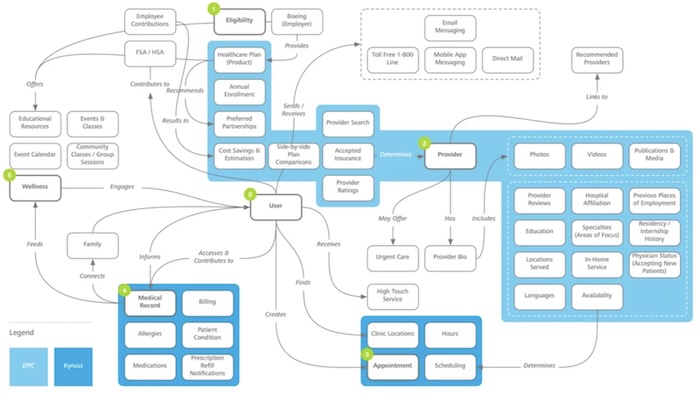 Employee
Contributions
1
Eligibility
Boeing
(Employer)
Email
Messaging
FSA / HSA
Provides
Healthcare Plan
(Product)
Toll Free 1-800
Line
Mobile App
Messaging
Direct Mail
Recommended
Providers
Offers
Contributes to
Recommends
Annual
Enrollment
Sends /
Receives
Links to
Educational
Resources
Events &
Classes
Results In
Preferred
Partnerships
Provider Search
Event Calendar
Community
Classes / Group
Sessions
Cost Savings &
Estimation
Side-by-side
Plan
Comparisons
Accepted
Insurance
Determines
2
Provider
Photos
Videos
Publications &
Media
5
Wellness
Engages
0
User
Provider
Ratings
Provider
Reviews
Hospital
Affiliation
Previous Places
of Employment
May Offer
Has
Includes
Education
Specialties
(Areas of Focus)
Residency /
Internship
History
Feeds
Family
Informs
Accesses &
Contributes to
Receives
Urgent Care
Provider Bio
Locations
Served
In-Home
Service
Physician Status
(Accepting New
Patients)
Connects
Finds
High Touch
Service
Languages
Availability
4
Medical
Record
Billing
Creates
Legend
Allergies
Patient
Condition
Clinic Locations
Hours
EPIC
Kyruus
Medications
Prescription
Refill
Notifications
3
Appointment
Scheduling
Determines